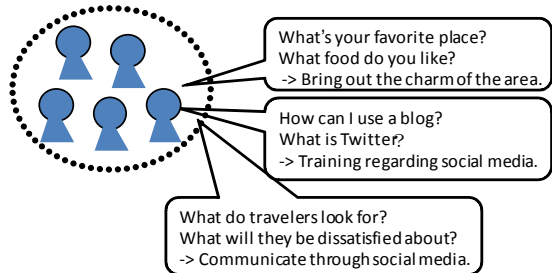 What's your favorite place?
What food do you like?
-> Bring out the charm of the area.
How can I use a blog?
What is Twitter?
-> Training regarding social media.
What do travelers look for?
What will they be dissatisfied about?
-> Communicate through social media.